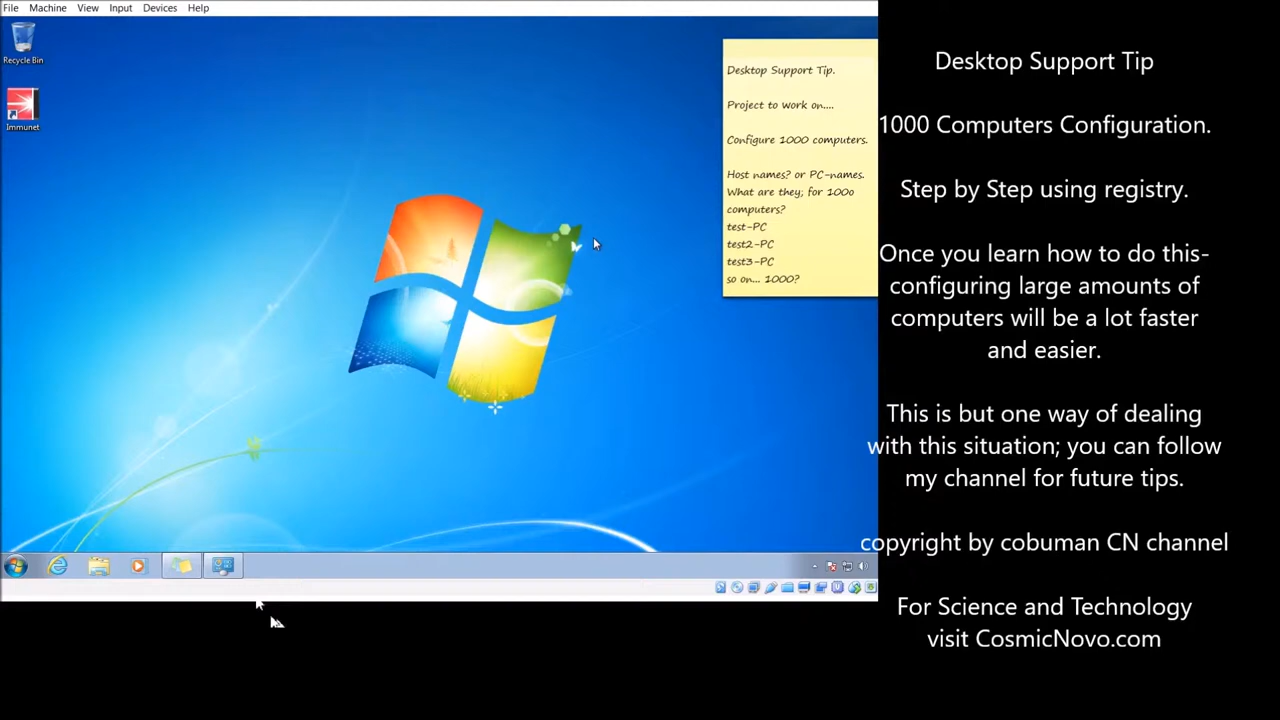 File Machine View Input Devices Help
Recycle Bin
Immunet
Desktop Support Tip.
Project to work on....
Configure 1000 computers.
Host names? or PC-names.
What are they; for 100o
computers?
test-PC
test2-PC
test3-PC
so on... 1000?
Desktop Support Tip
1000 Computers Configuration.
Step by Step using registry.
Once you learn how to do this-
configuring large amounts of
computers will be a lot faster
and easier.
This is but one way of dealing
with this situation; you can follow
my channel for future tips.
copyright by cobuman CN channel
For Science and Technology
visit CosmicNovo.com